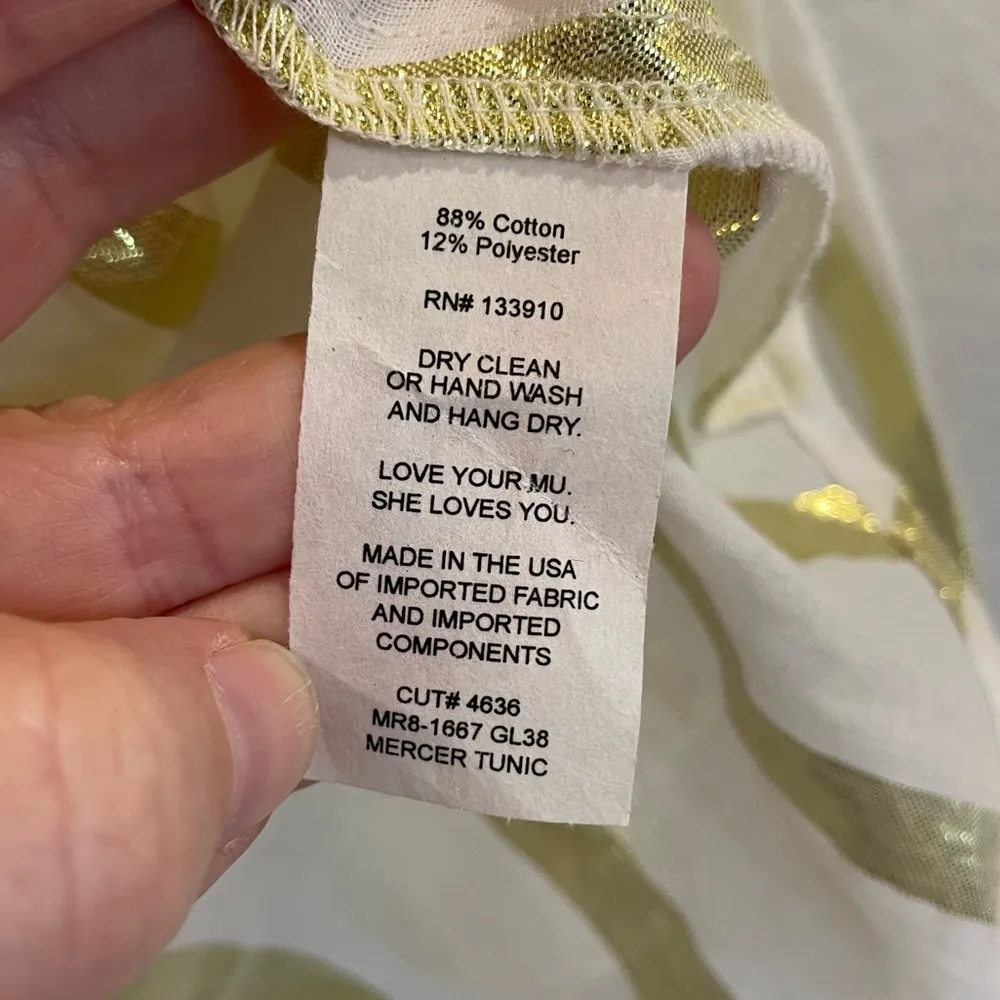 88% Cotton
12% Polyester
RN# 133910
DRY CLEAN
OR HAND WASH
AND HANG DRY.
LOVE YOUR MU.
SHE LOVES YOU.
MADE IN THE USA
OF IMPORTED FABRIC
AND IMPORTED
COMPONENTS
CUT# 4636
MR8-1667 GL38
MERCER TUNIC